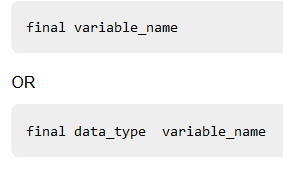 final variable_name
OR
final data_type  variable_name